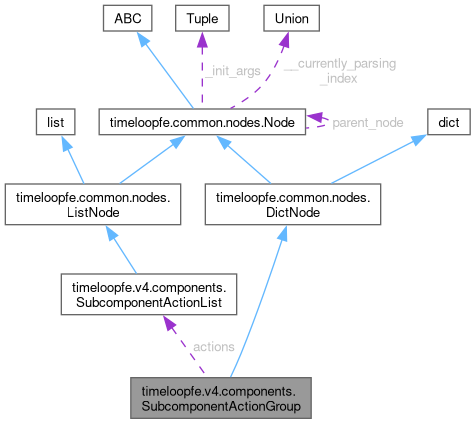 ABC
Tuple
Union
_init_args
__currently_parsing
_index
list
timeloopfe.common.nodes.Node
parent_node
dict
timeloopfe.common.nodes.
ListNode
timeloopfe.common.nodes.
DictNode
timeloopfe.v4.components.
SubcomponentActionList
actions
timeloopfe.v4.components.
SubcomponentActionGroup